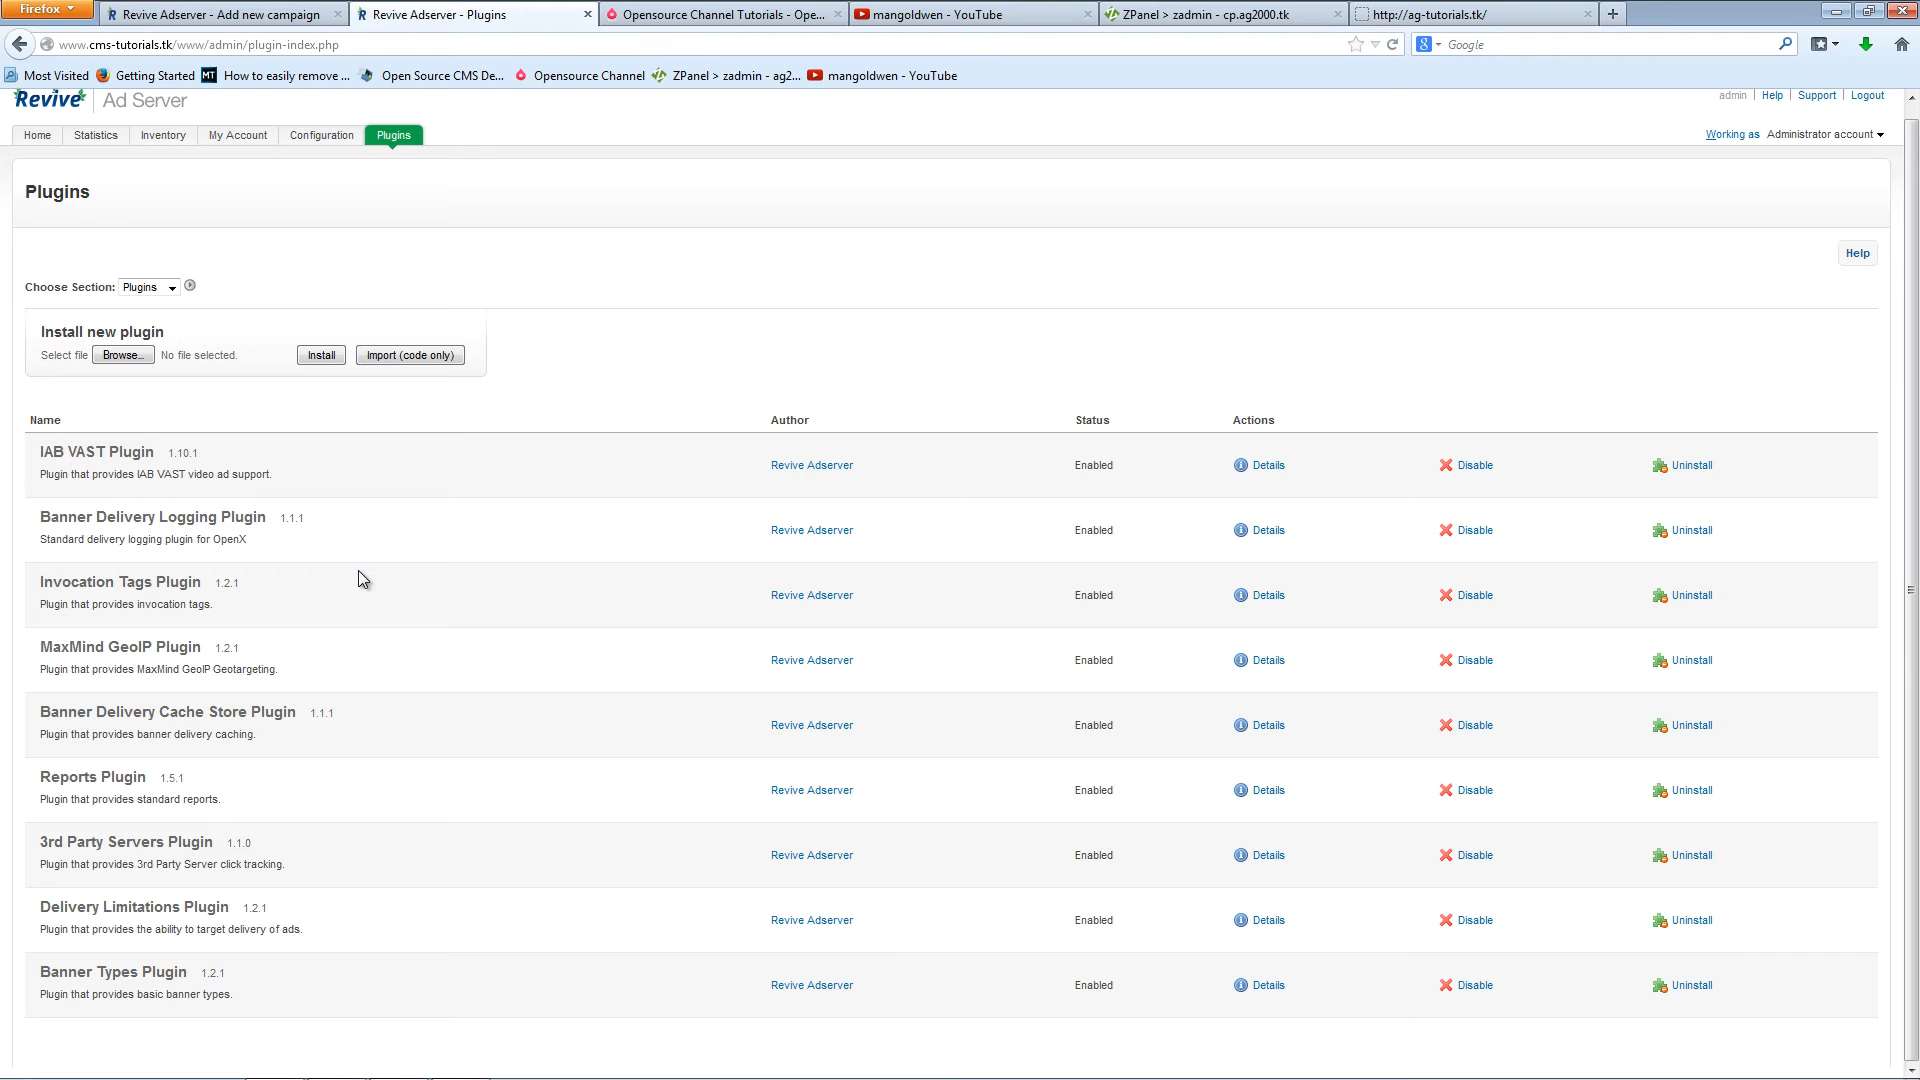 Firefox
Revive Adserver - Add new campaign
Revive Adserver - Plugins
Opensource Channel Tutorials - Ope...
mangoldwen - YouTube
ZPanel > zadmin - cp.ag2000.tk
http://ag-tutorials.tk/
www.cms-tutorials.tk/www/admin/plugin-index.php
Google
Most Visited
Getting Started
How to easily remove ...
Open Source CMS De...
Opensource Channel
ZPanel > zadmin - ag2...
mangoldwen - YouTube
Revive Ad Server
admin Help Support Logout
Home Statistics Inventory My Account Configuration Plugins
Working as Administrator account
Plugins
Help
Choose Section: Plugins
Install new plugin
Select file Browse... No file selected. Install Import (code only)
Name Author Status Actions
IAB VAST Plugin 1.10.1
Plugin that provides IAB VAST video ad support.
Revive Adserver Enabled Details Disable Uninstall
Banner Delivery Logging Plugin 1.1.1
Standard delivery logging plugin for OpenX
Revive Adserver Enabled Details Disable Uninstall
Invocation Tags Plugin 1.2.1
Plugin that provides invocation tags.
Revive Adserver Enabled Details Disable Uninstall
MaxMind GeoIP Plugin 1.2.1
Plugin that provides MaxMind GeoIP Geotargeting.
Revive Adserver Enabled Details Disable Uninstall
Banner Delivery Cache Store Plugin 1.1.1
Plugin that provides banner delivery caching.
Revive Adserver Enabled Details Disable Uninstall
Reports Plugin 1.5.1
Plugin that provides standard reports.
Revive Adserver Enabled Details Disable Uninstall
3rd Party Servers Plugin 1.1.0
Plugin that provides 3rd Party Server click tracking.
Revive Adserver Enabled Details Disable Uninstall
Delivery Limitations Plugin 1.2.1
Plugin that provides the ability to target delivery of ads.
Revive Adserver Enabled Details Disable Uninstall
Banner Types Plugin 1.2.1
Plugin that provides basic banner types.
Revive Adserver Enabled Details Disable Uninstall